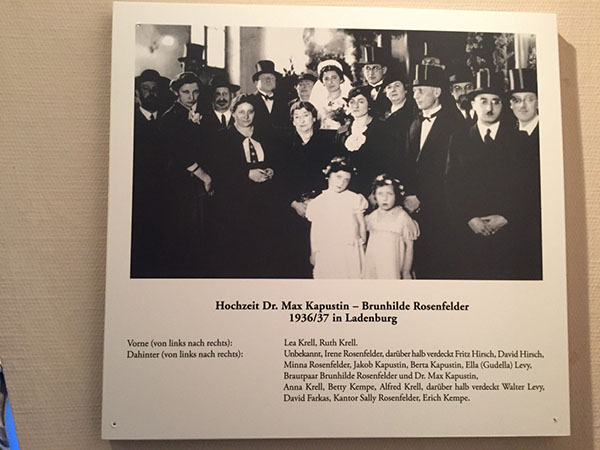 Hochzeit Dr. Max Kapustin – Brunhilde Rosenfelder
1936/37 in Ladenburg
Vorne (von links nach rechts): Lea Krell, Ruth Krell.
Dahinter (von links nach rechts): Unbekannt, Irene Rosenfelder, darüber halb verdeckt Fritz Hirsch, David Hirsch,
Minna Rosenfelder, Jakob Kapustin, Berta Kapustin, Ella (Gudella) Levy,
Brautpaar Brunhilde Rosenfelder und Dr. Max Kapustin,
Anna Krell, Betty Kempe, Alfred Krell, darüber halb verdeckt Walter Levy,
David Farkas, Kantor Sally Rosenfelder, Erich Kempe.